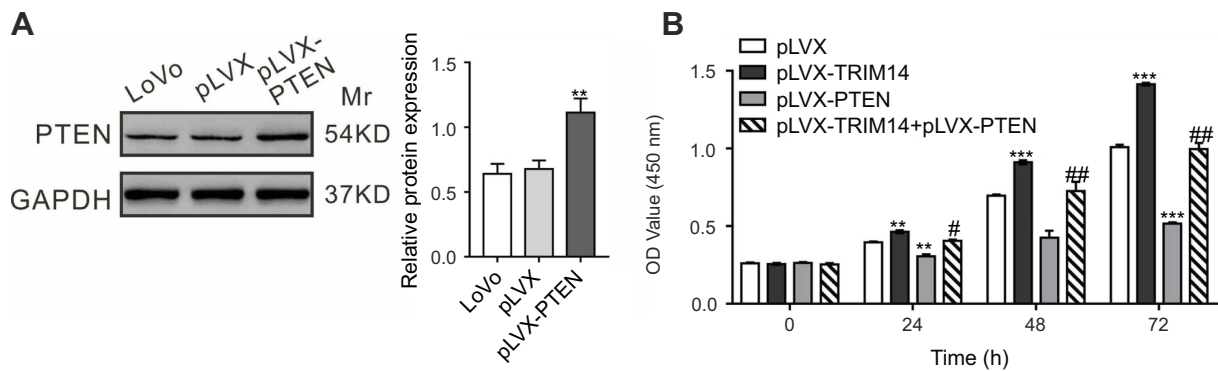 A
LoVo
pLVX
pLVX-
PTEN
Mr
PTEN
54KD
GAPDH
37KD
Relative protein expression
1.5
1.0
0.5
0.0
**
LoVo
pLVX
pLVX-PTEN
B
pLVX
pLVX-TRIM14
pLVX-PTEN
pLVX-TRIM14+pLVX-PTEN
OD Value (450 nm)
1.5
1.0
0.5
0.0
** ** #
*** ##
*** *** ##
0 24 48 72
Time (h)